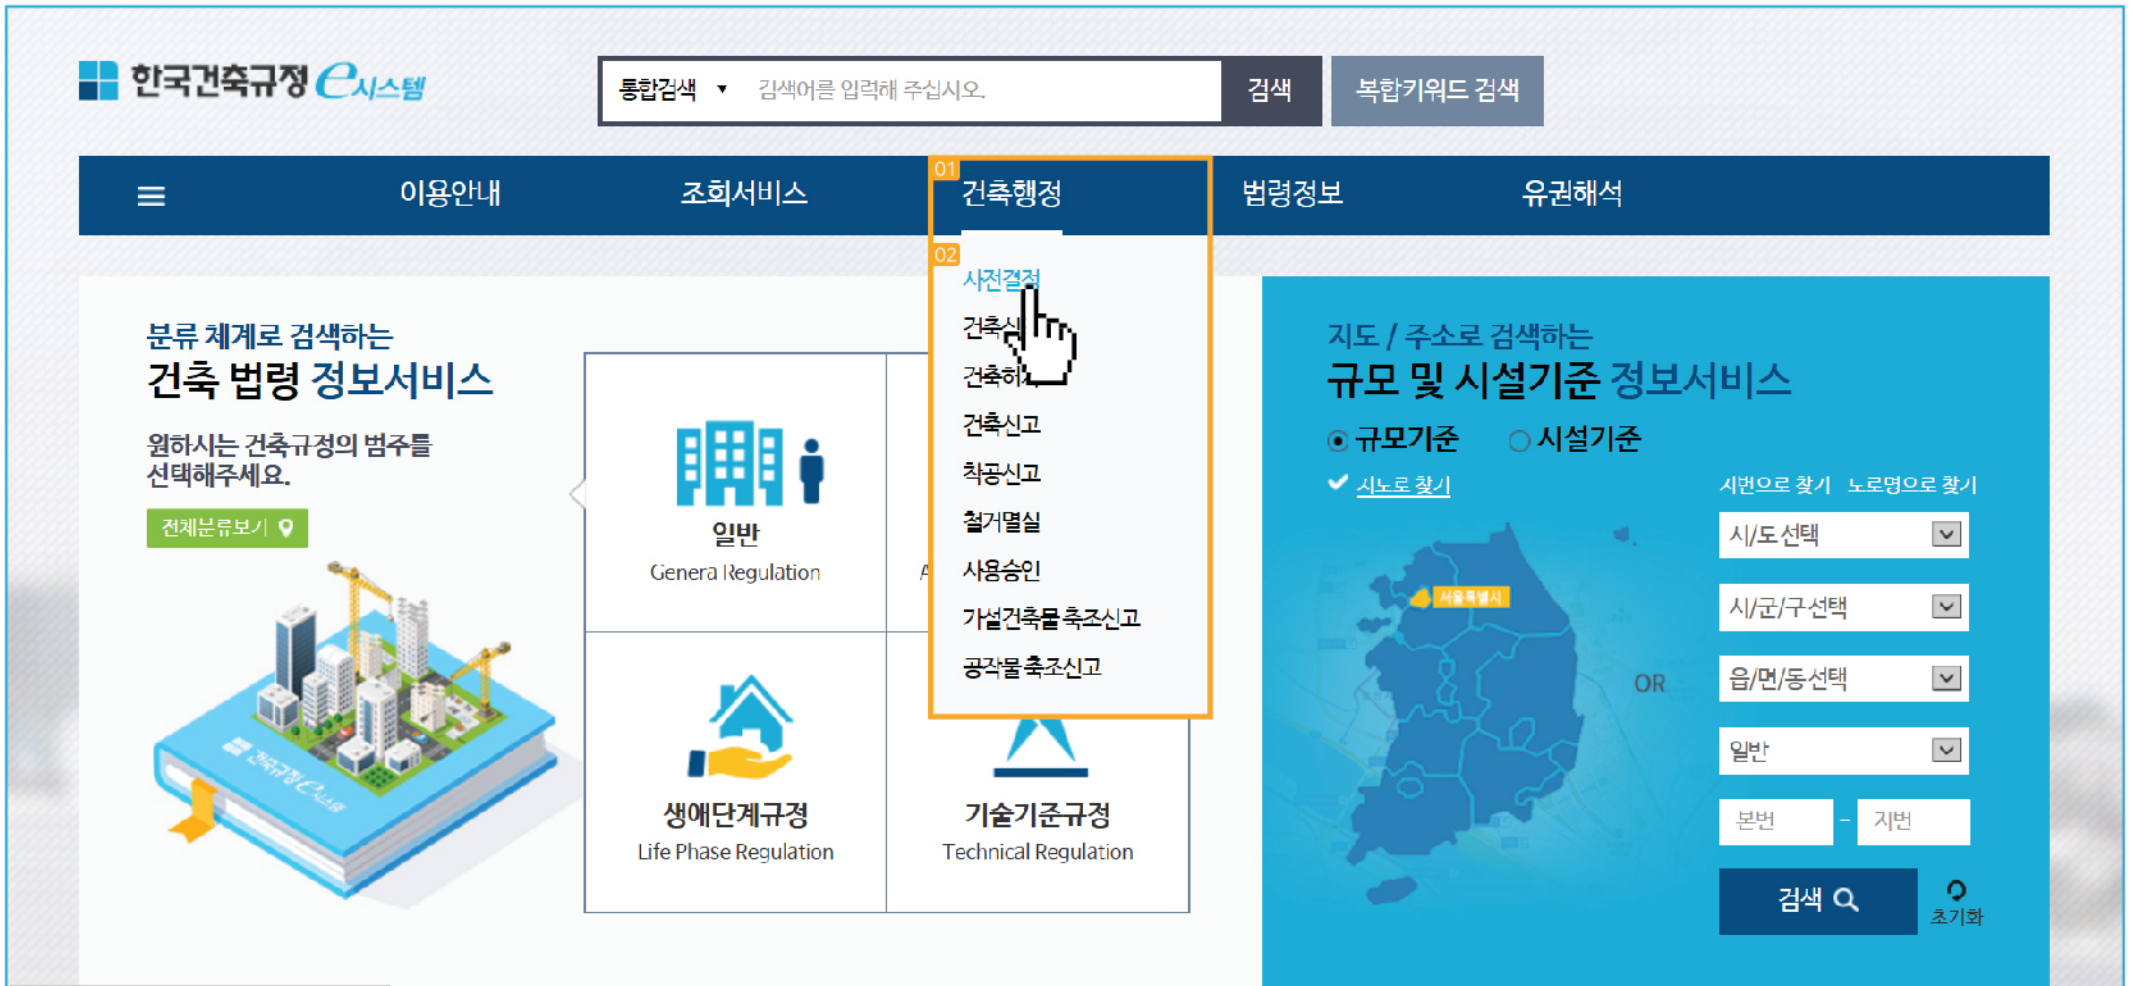 한국건축규정 e시스템
통합검색 ▼ 검색어를 입력해 주십시오.
검색
복합키워드 검색
이용안내
조회서비스
01
건축행정
법령정보
유권해석
02
사전결정
건축
건축허
건축신고
착공신고
철거멸실
사용승인
가설건축물 축조신고
공작물 축조신고
분류 체계로 검색하는
건축 법령 정보서비스
원하시는 건축규정의 범주를
선택해주세요.
전체분류보기
건축규정 e시스템
일반
Genera Regulation
A
생애단계규정
Life Phase Regulation
기술기준규정
Technical Regulation
지도 / 주소로 검색하는
규모 및 시설기준 정보서비스
규모기준
시설기준
지도로 찾기
지번으로 찾기 도로명으로 찾기
서울특별시
OR
시/도 선택
시/군/구선택
읍/면/동선택
일반
본번 - 지번
검색
초기화